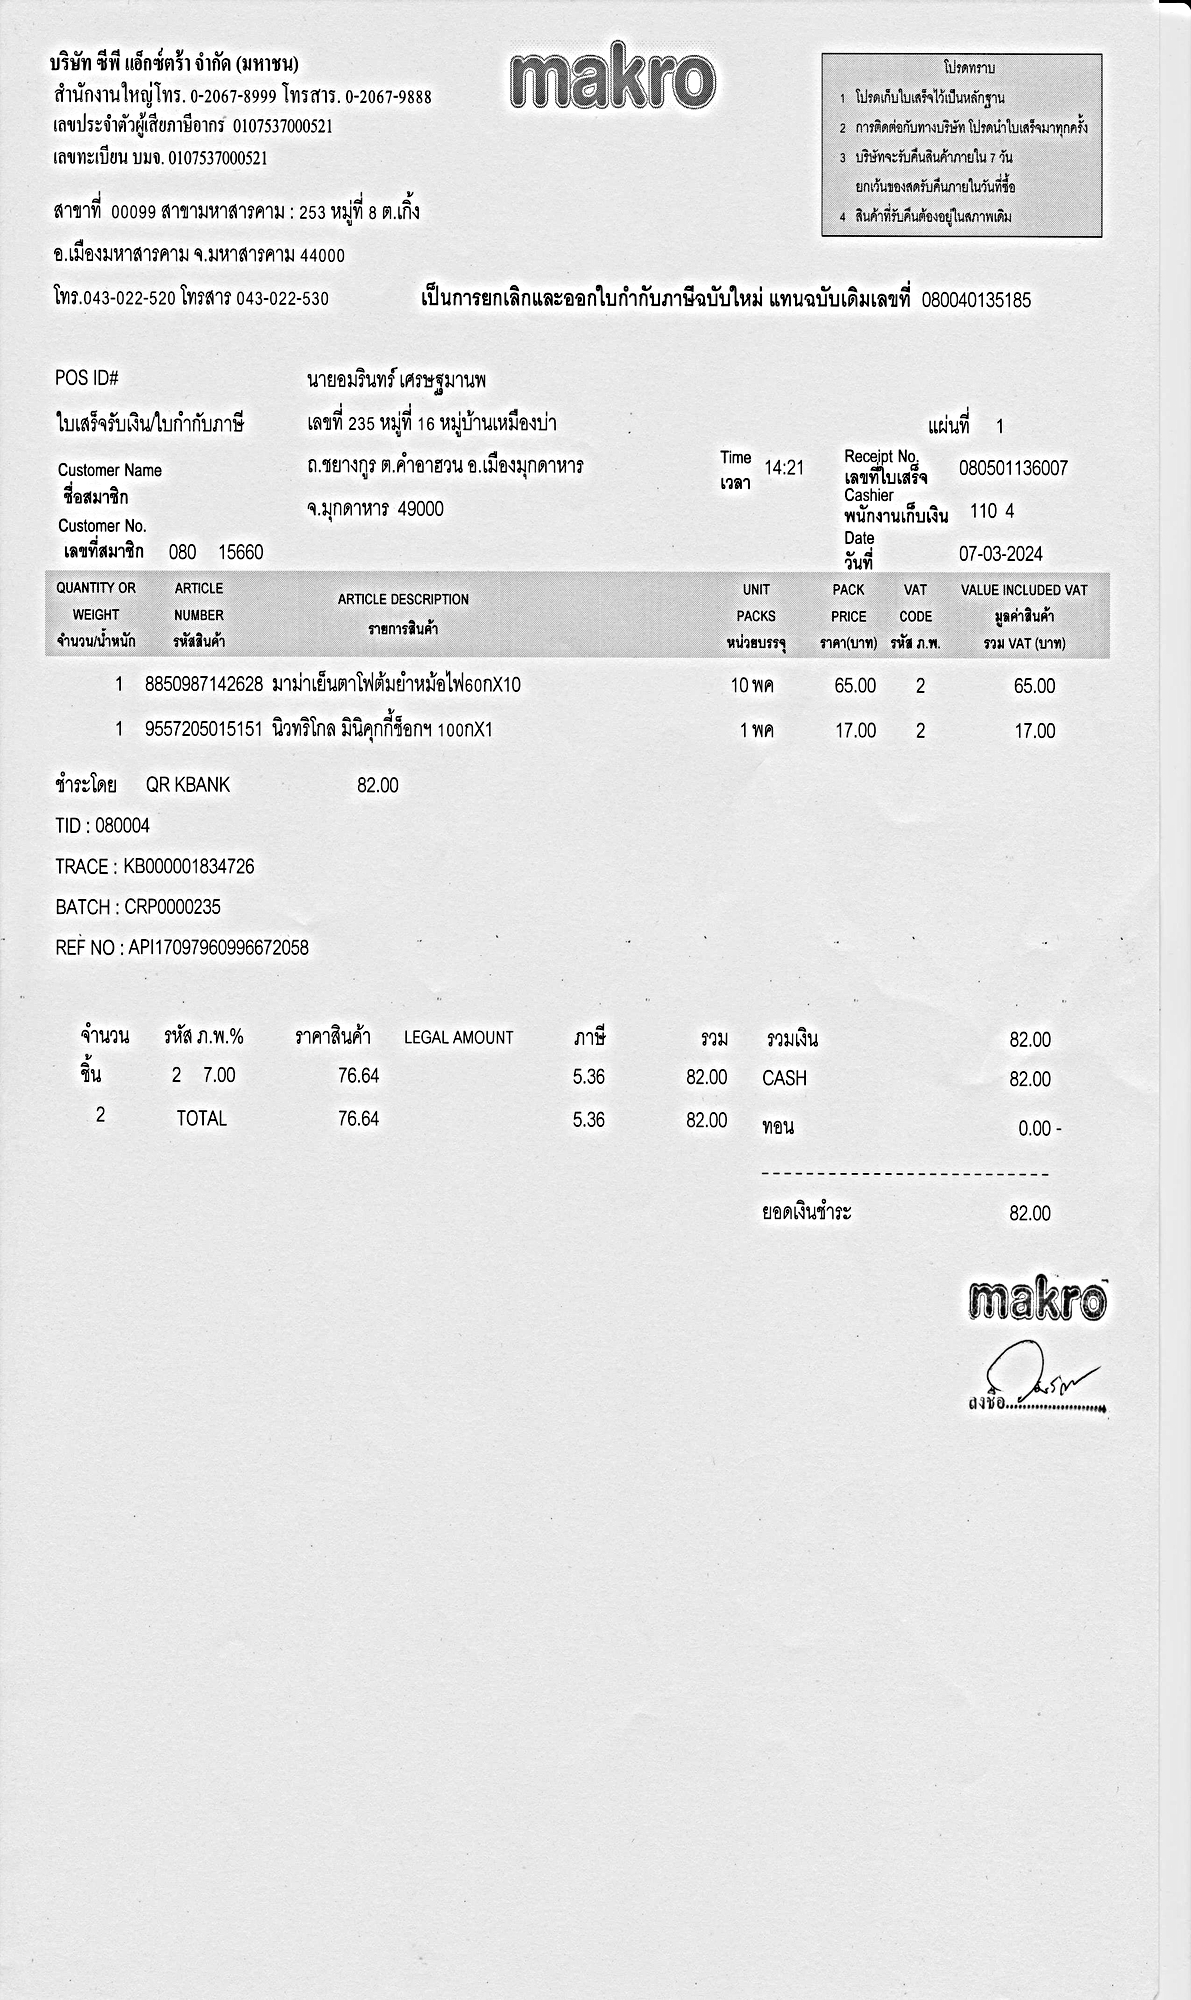 บริษัท ซีพี แอ็กซ์ตร้า จำกัด (มหาชน)
สำนักงานใหญ่โทร. 0-2067-8999 โทรสาร. 0-2067-9888
เลขประจำตัวผู้เสียภาษีอากร 0107537000521
เลขทะเบียน บมจ. 0107537000521
สาขาที่ 00099 สาขามหาสารคาม : 253 หมู่ที่ 8 ต.เกิ้ง
อ.เมืองมหาสารคาม จ.มหาสารคาม 44000
โทร.043-022-520 โทรสาร 043-022-530
makro
โปรดทราบ
1 โปรดเก็บใบเสร็จไว้เป็นหลักฐาน
2 การติดต่อกับทางบริษัท โปรดนำใบเสร็จมาทุกครั้ง
3 บริษัทจะรับคืนสินค้าภายใน 7 วัน
ยกเว้นของสดรับคืนภายในวันที่ซื้อ
4 สินค้าที่รับคืนต้องอยู่ในสภาพเดิม
เป็นการยกเลิกและออกใบกำกับภาษีฉบับใหม่ แทนฉบับเดิมเลขที่ 080040135185
POS ID# นายอมรินทร์ เศรษฐมานพ
ใบเสร็จรับเงิน/ใบกำกับภาษี เลขที่ 235 หมู่ที่ 16 หมู่บ้านเหมืองบ่า แผ่นที่ 1
Customer Name ถ.ชยางกูร ต.คำอาฮวน อ.เมืองมุกดาหาร Time 14:21 Receipt No. 080501136007
ชื่อสมาชิก เวลา เลขที่ใบเสร็จ
จ.มุกดาหาร 49000 Cashier
Customer No. พนักงานเก็บเงิน 110 4
เลขที่สมาชิก 080 15660 Date
วันที่ 07-03-2024
QUANTITY OR ARTICLE ARTICLE DESCRIPTION UNIT PACK VAT VALUE INCLUDED VAT
WEIGHT NUMBER รายการสินค้า PACKS PRICE CODE มูลค่าสินค้า
จำนวน/น้ำหนัก รหัสสินค้า หน่วยบรรจุ ราคา(บาท) รหัส ภ.พ. รวม VAT (บาท)
1 8850987142628 มาม่าเย็นตาโฟต้มยำหม้อไฟ60กX10 10 พค 65.00 2 65.00
1 9557205015151 นิวทริโกล มินิคุกกี้ช็อกฯ 100กX1 1 พค 17.00 2 17.00
ชำระโดย QR KBANK 82.00
TID : 080004
TRACE : KB000001834726
BATCH : CRP0000235
REF NO : API17097960996672058
จำนวน รหัส ภ.พ.% ราคาสินค้า LEGAL AMOUNT ภาษี รวม รวมเงิน 82.00
ชิ้น 2 7.00 76.64 5.36 82.00 CASH 82.00
2 TOTAL 76.64 5.36 82.00 ทอน 0.00 -
ยอดเงินชำระ 82.00
makro
ลงชื่อ